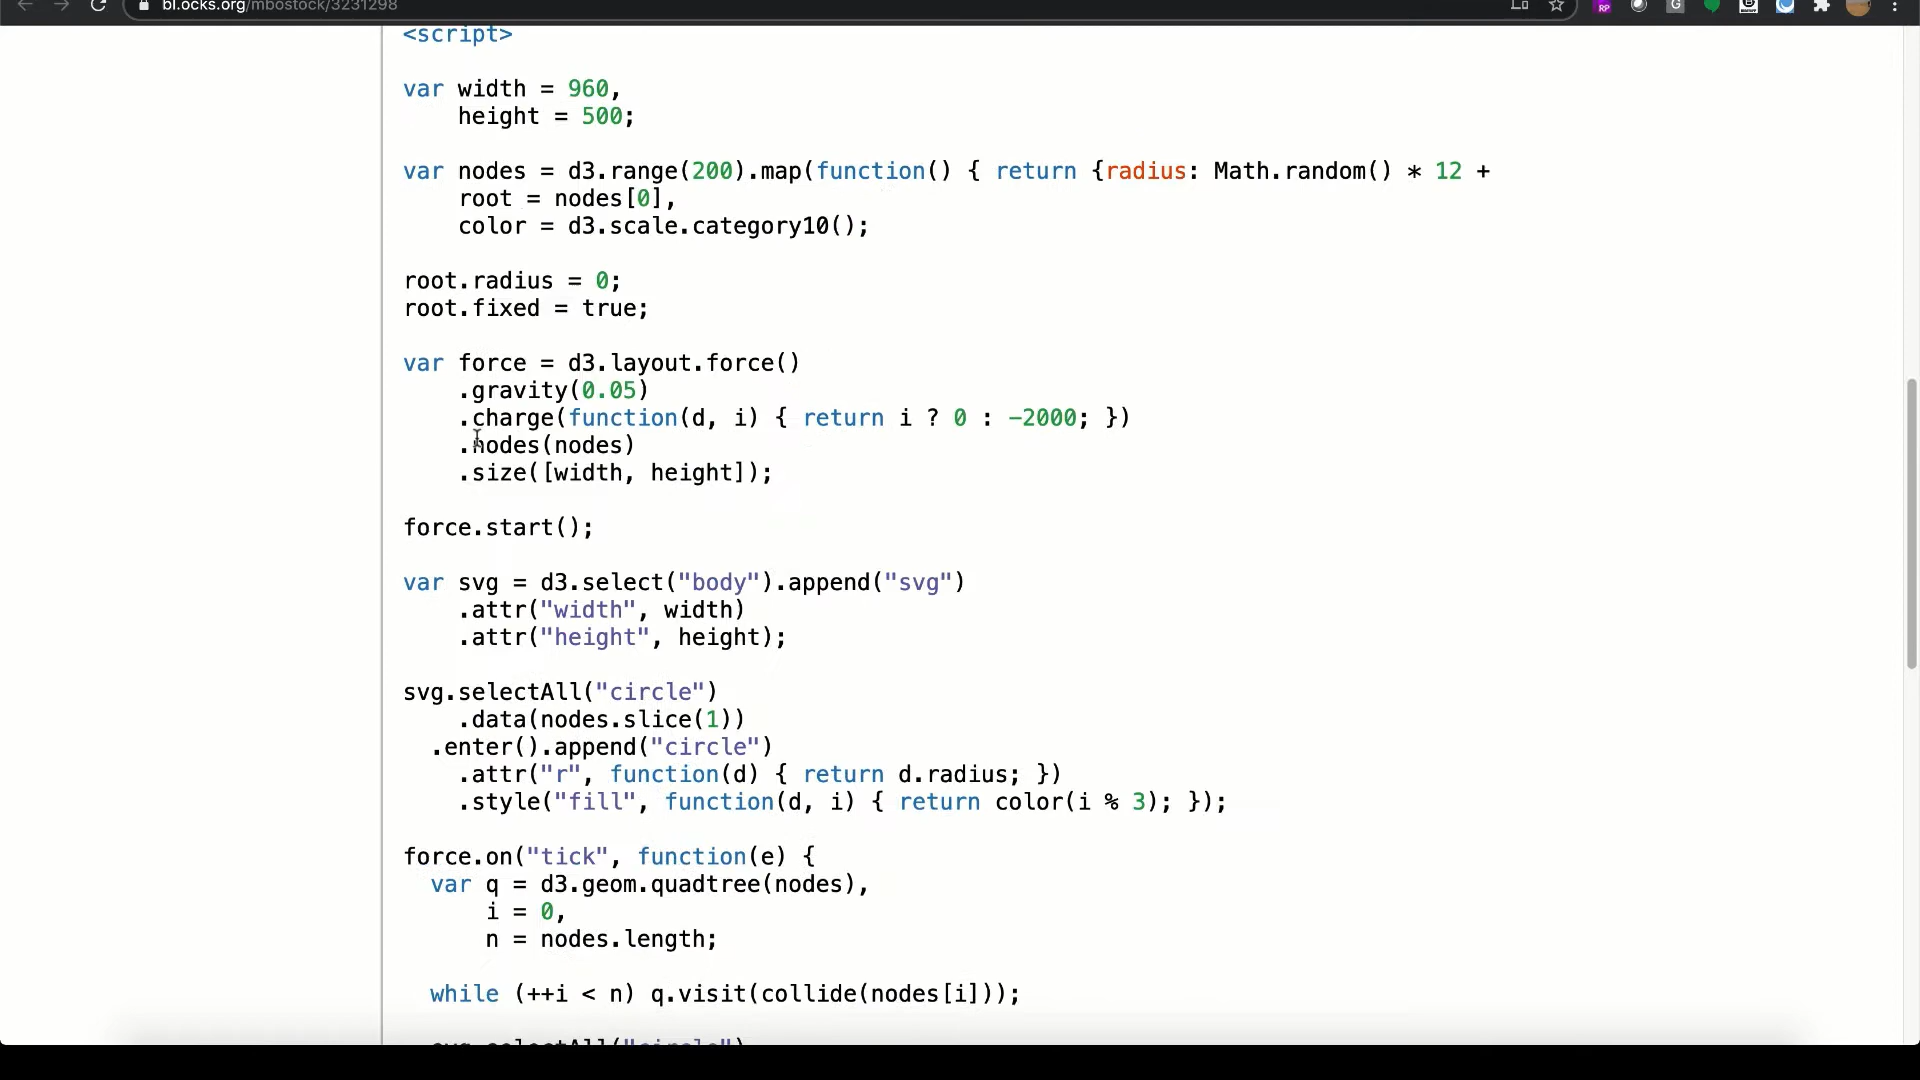 bl.ocks.org/mbostock/3231298
<script>
var width = 960,
height = 500;
var nodes = d3.range(200).map(function() { return {radius: Math.random() * 12 +
root = nodes[0],
color = d3.scale.category10();
root.radius = 0;
root.fixed = true;
var force = d3.layout.force()
.gravity(0.05)
.charge(function(d, i) { return i ? 0 : -2000; })
.nodes(nodes)
.size([width, height]);
force.start();
var svg = d3.select("body").append("svg")
.attr("width", width)
.attr("height", height);
svg.selectAll("circle")
.data(nodes.slice(1))
.enter().append("circle")
.attr("r", function(d) { return d.radius; })
.style("fill", function(d, i) { return color(i % 3); });
force.on("tick", function(e) {
var q = d3.geom.quadtree(nodes),
i = 0,
n = nodes.length;
while (++i < n) q.visit(collide(nodes[i]));
svg.selectAll("circle")